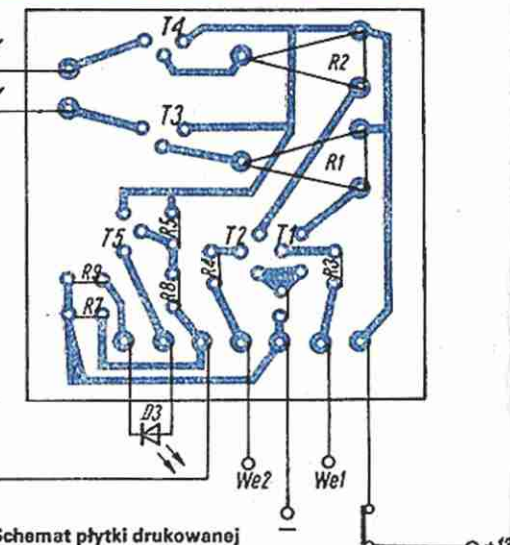 T4
R2
T3
R1
R5
T5
T2
T1
R4
R3
R9
R8
R7
D3
We2
We1
Schemat płytki drukowanej